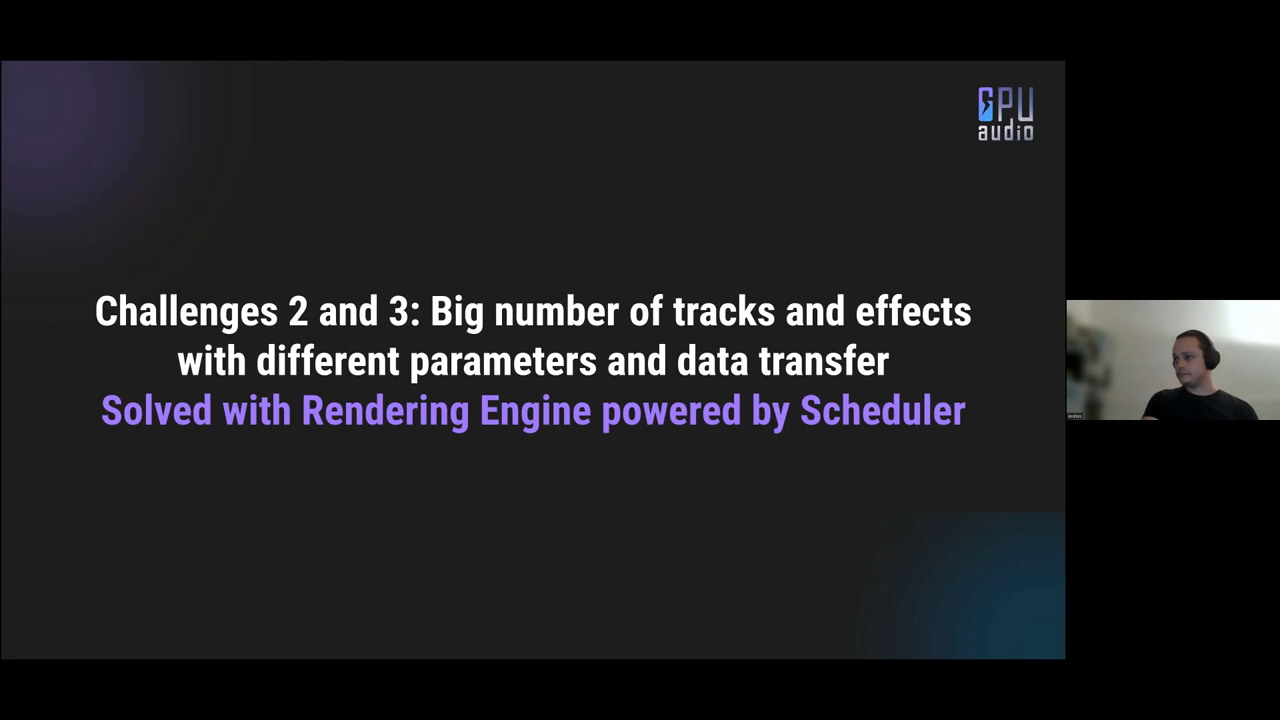 GPU
audio
Challenges 2 and 3: Big number of tracks and effects
with different parameters and data transfer
Solved with Rendering Engine powered by Scheduler